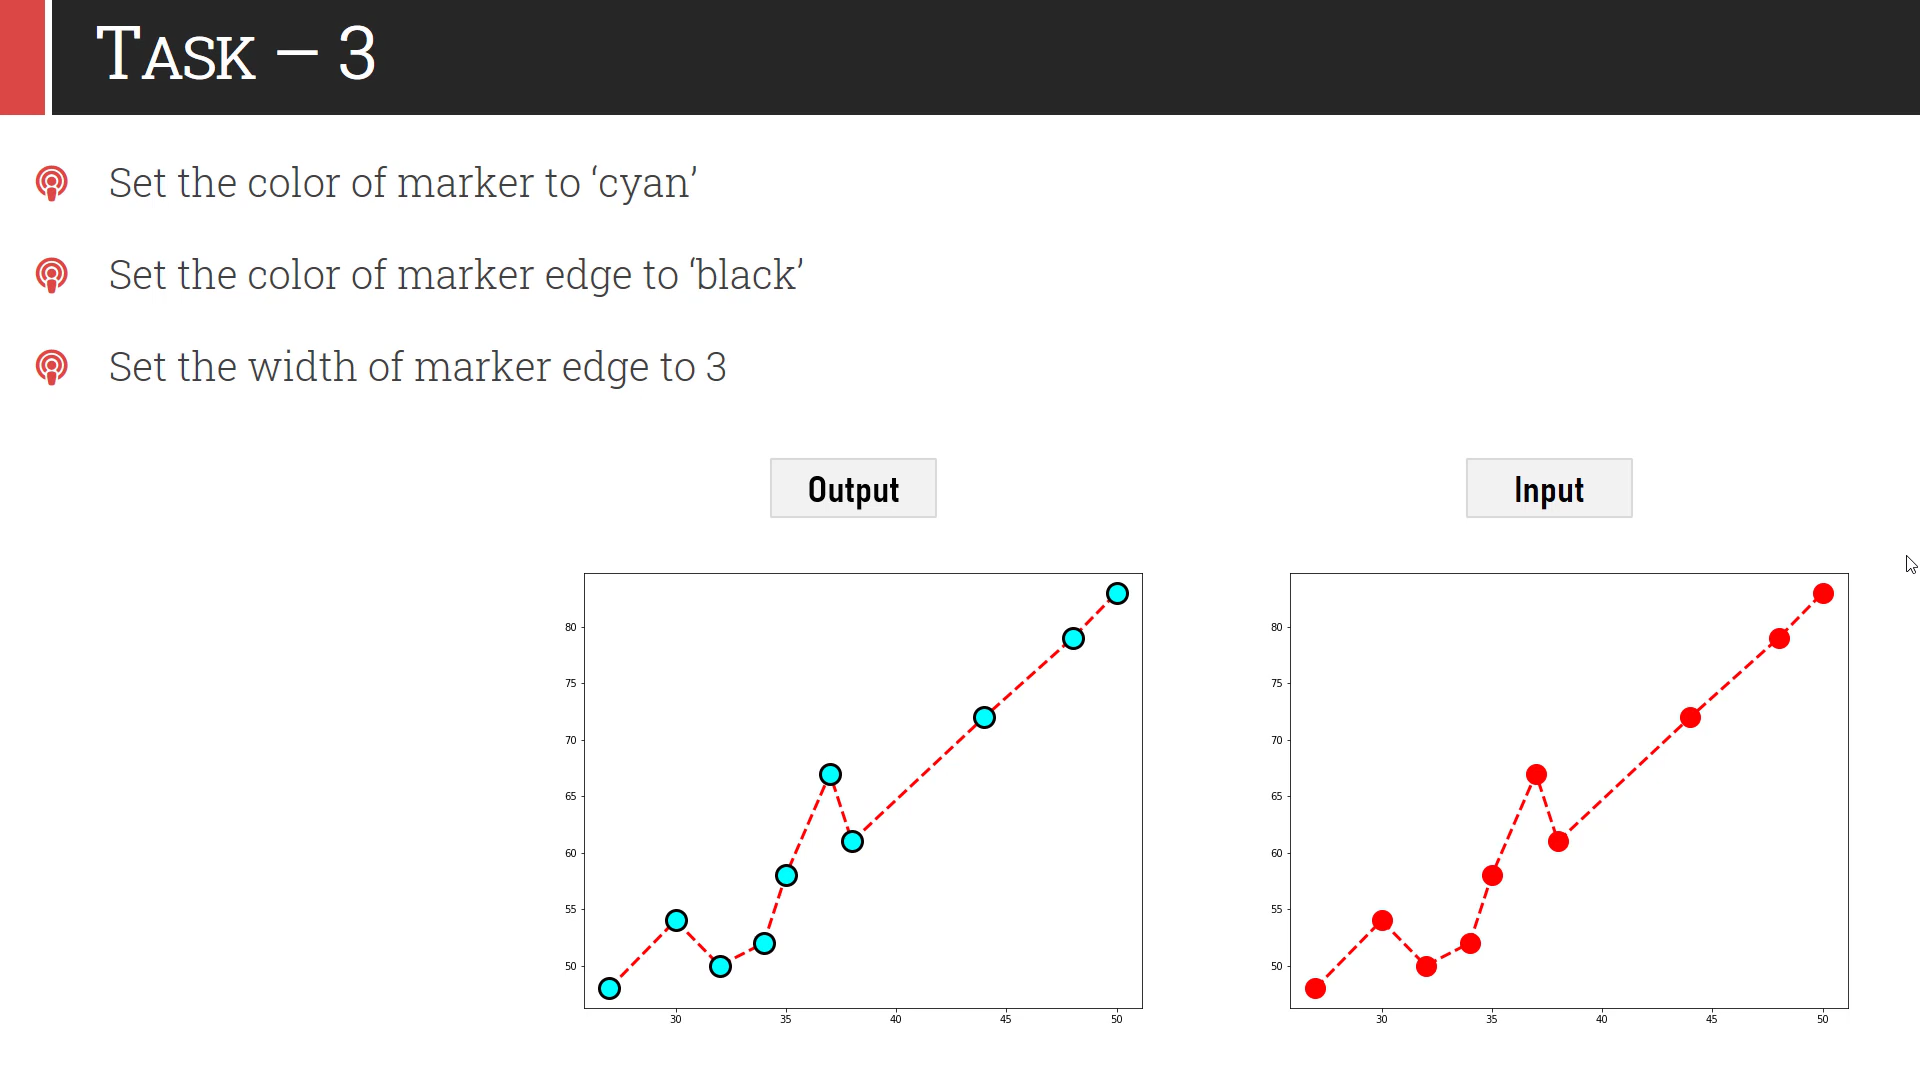 TASK – 3
Set the color of marker to ‘cyan’
Set the color of marker edge to ‘black’
Set the width of marker edge to 3
Output
80
75
70
65
60
55
50
30 35 40 45 50
Input
80
75
70
65
60
55
50
30 35 40 45 50